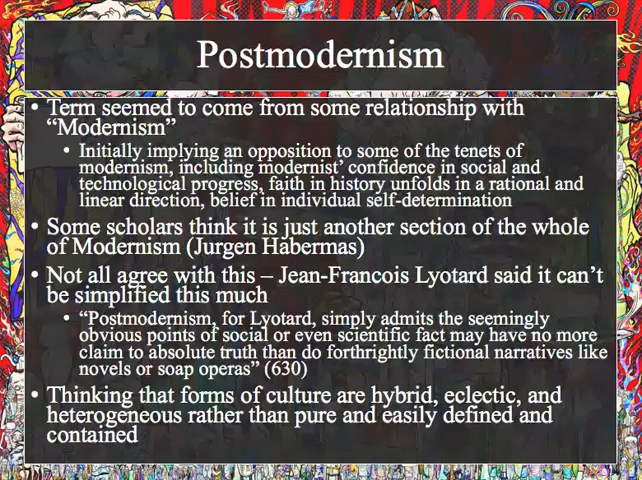 Postmodernism
• Term seemed to come from some relationship with
“Modernism”
• Initially implying an opposition to some of the tenets of
modernism, including modernist’ confidence in social and
technological progress, faith in history unfolds in a rational and
linear direction, belief in individual self-determination
• Some scholars think it is just another section of the whole
of Modernism (Jurgen Habermas)
• Not all agree with this – Jean-Francois Lyotard said it can’t
be simplified this much
• “Postmodernism, for Lyotard, simply admits the seemingly
obvious points of social or even scientific fact may have no more
claim to absolute truth than do forthrightly fictional narratives like
novels or soap operas” (630)
• Thinking that forms of culture are hybrid, eclectic, and
heterogeneous rather than pure and easily defined and
contained